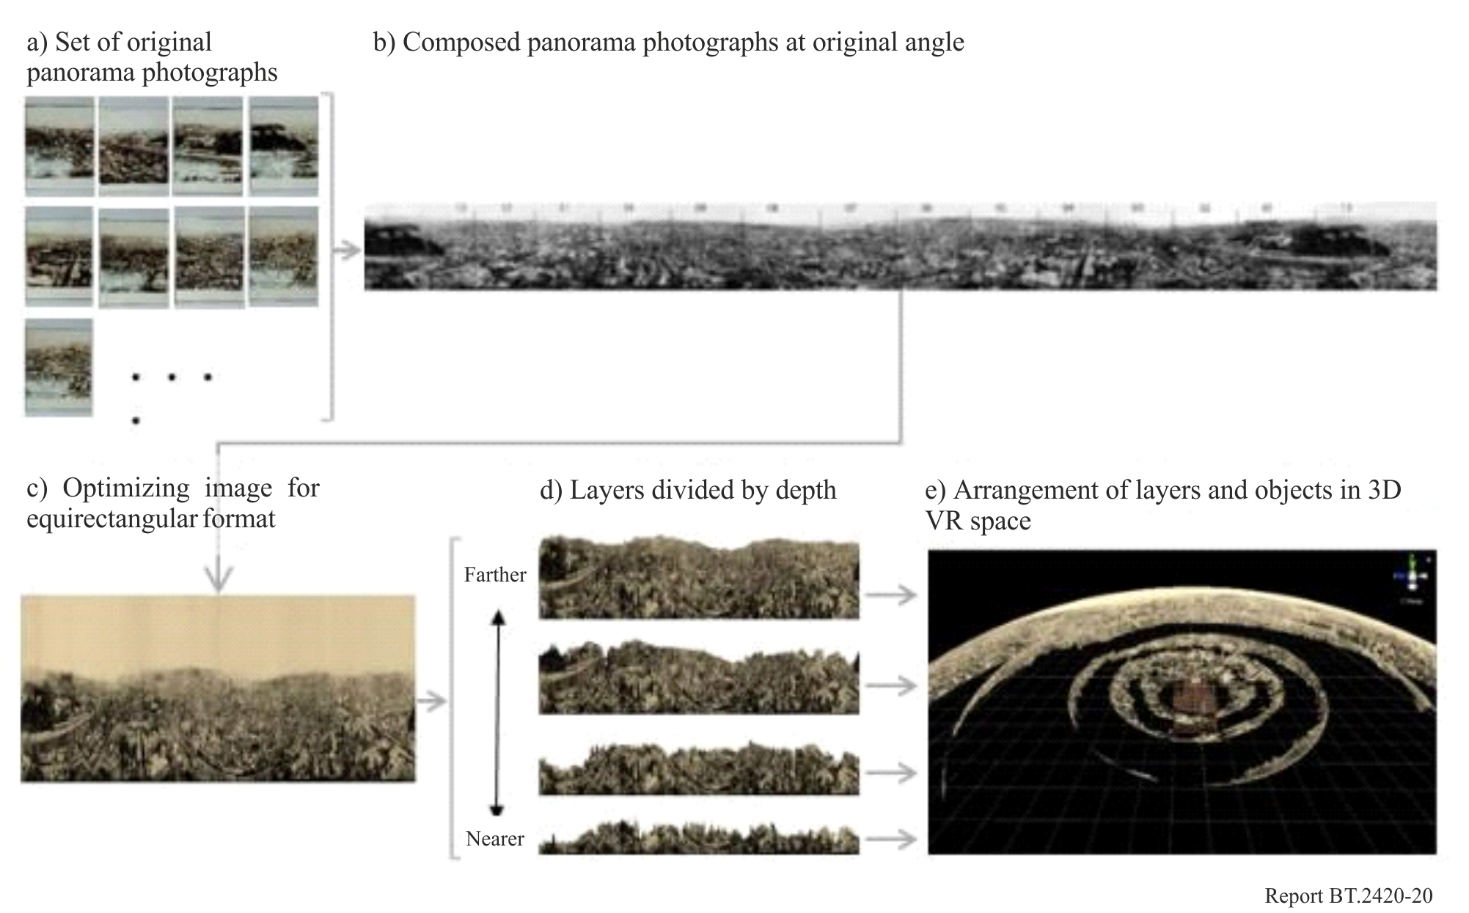 a) Set of original
panorama photographs
b) Composed panorama photographs at original angle
c) Optimizing image for
equirectangular format
d) Layers divided by depth
e) Arrangement of layers and objects in 3D
VR space
Farther
Nearer
Report BT.2420-20